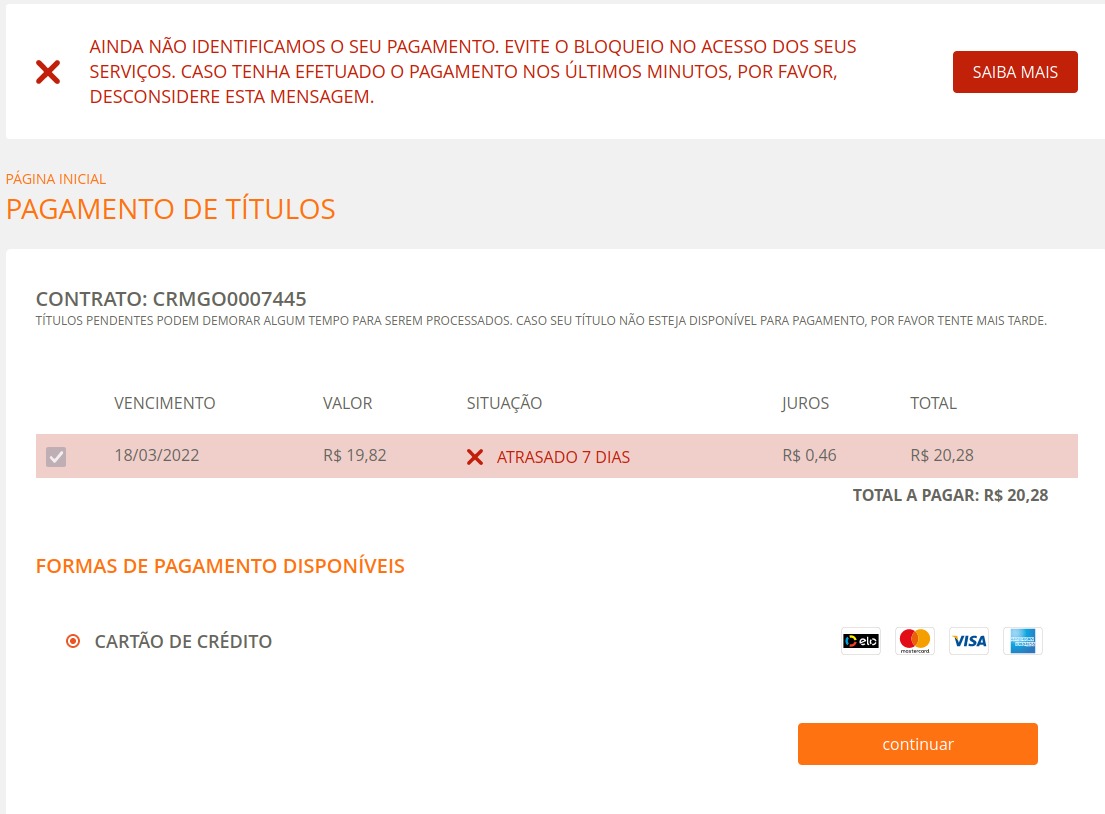 AINDA NÃO IDENTIFICAMOS O SEU PAGAMENTO. EVITE O BLOQUEIO NO ACESSO DOS SEUS
SERVIÇOS. CASO TENHA EFETUADO O PAGAMENTO NOS ÚLTIMOS MINUTOS, POR FAVOR,
DESCONSIDERE ESTA MENSAGEM.
SAIBA MAIS
PÁGINA INICIAL
PAGAMENTO DE TÍTULOS
CONTRATO: CRMGO0007445
TÍTULOS PENDENTES PODEM DEMORAR ALGUM TEMPO PARA SEREM PROCESSADOS. CASO SEU TÍTULO NÃO ESTEJA DISPONÍVEL PARA PAGAMENTO, POR FAVOR TENTE MAIS TARDE.
VENCIMENTO VALOR SITUAÇÃO JUROS TOTAL
18/03/2022 R$ 19,82 ATRASADO 7 DIAS R$ 0,46 R$ 20,28
TOTAL A PAGAR: R$ 20,28
FORMAS DE PAGAMENTO DISPONÍVEIS
CARTÃO DE CRÉDITO elo mastercard VISA
continuar